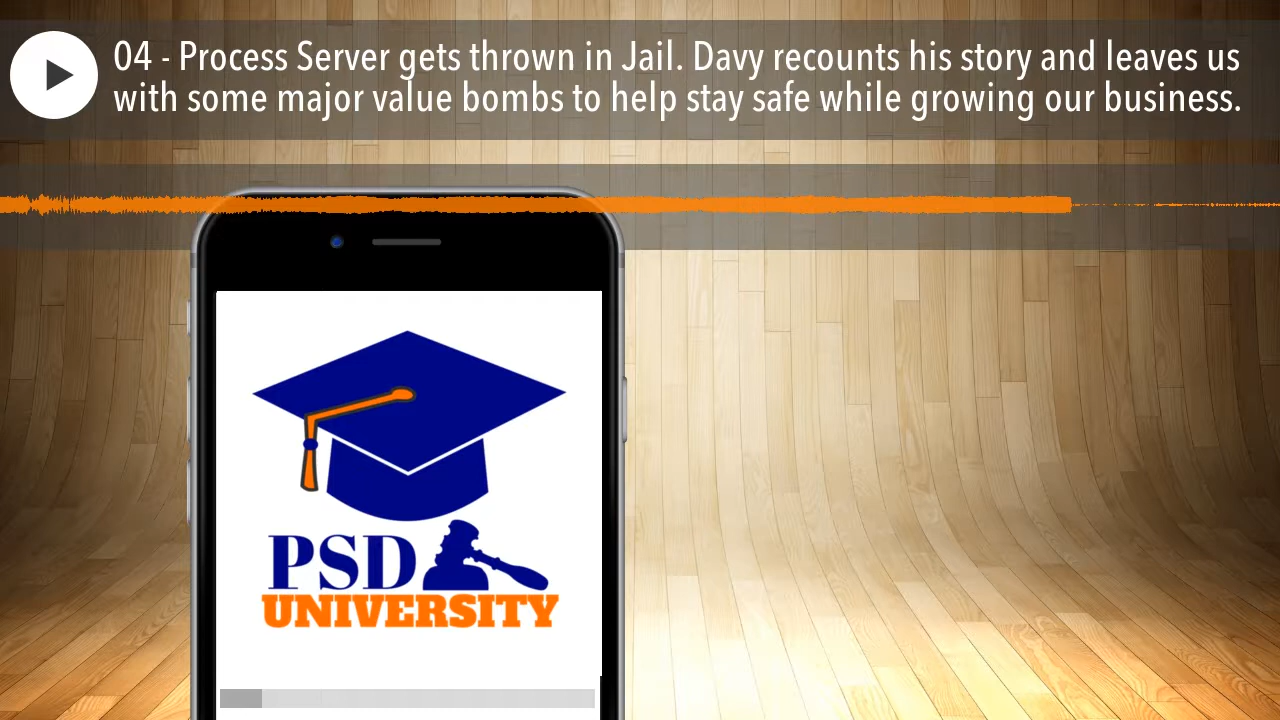 04 - Process Server gets thrown in Jail. Davy recounts his story and leaves us
with some major value bombs to help stay safe while growing our business.
PSD
UNIVERSITY